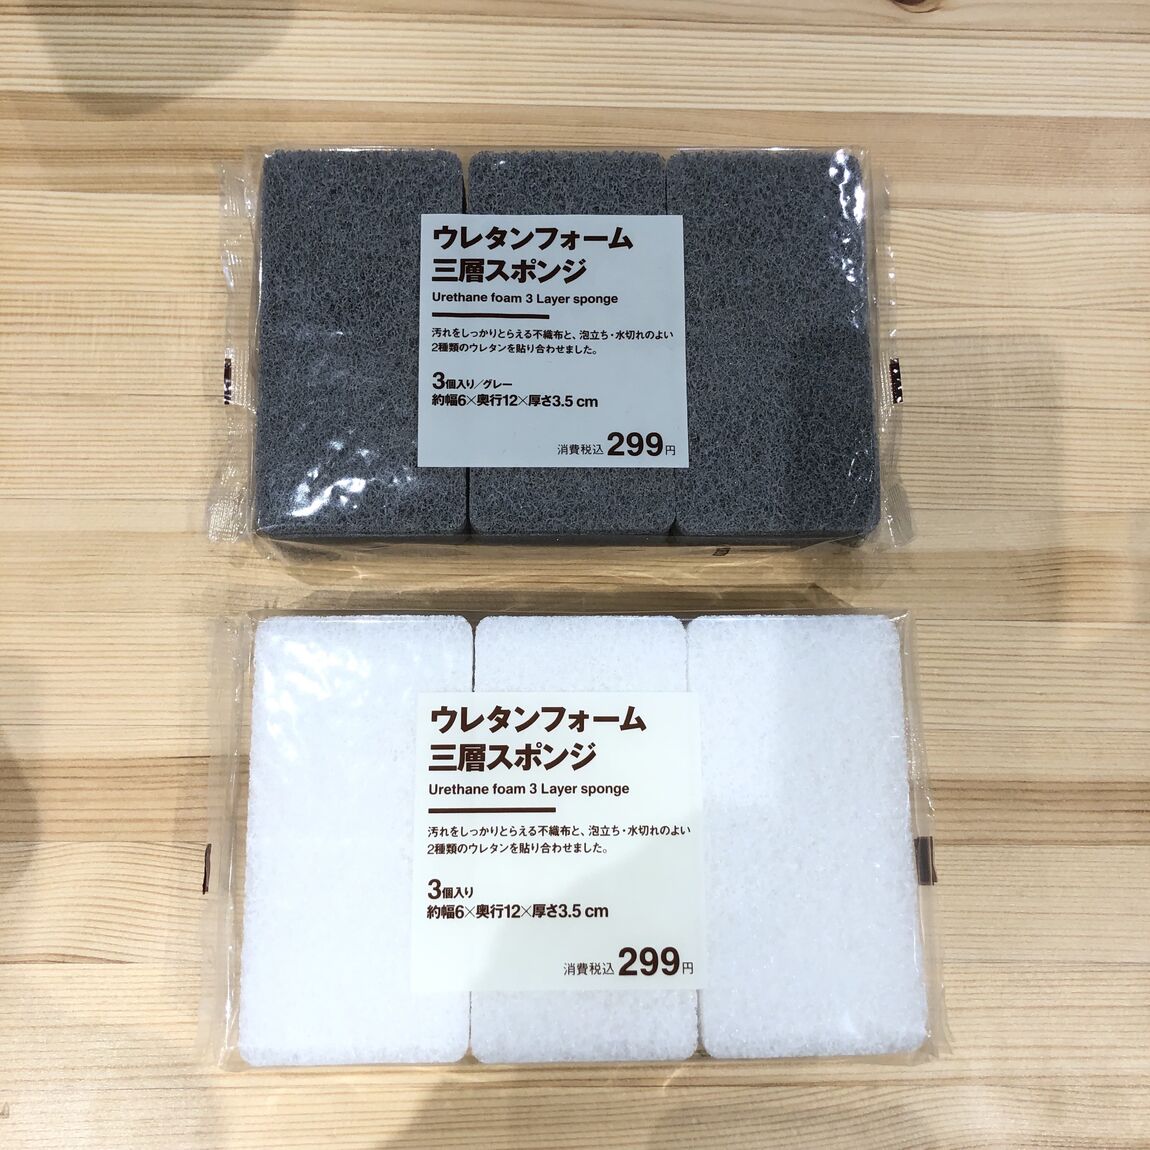 ウレタンフォーム
三層スポンジ
Urethane foam 3 Layer sponge
汚れをしっかりとらえる不織布と、泡立ち・水切れのよい
2種類のウレタンを貼り合わせました。
3個入り/グレー
約幅6×奥行12×厚さ3.5 cm
消費税込299円
ウレタンフォーム
三層スポンジ
Urethane foam 3 Layer sponge
汚れをしっかりとらえる不織布と、泡立ち・水切れのよい
2種類のウレタンを貼り合わせました。
3個入り
約幅6×奥行12×厚さ3.5 cm
消費税込299円